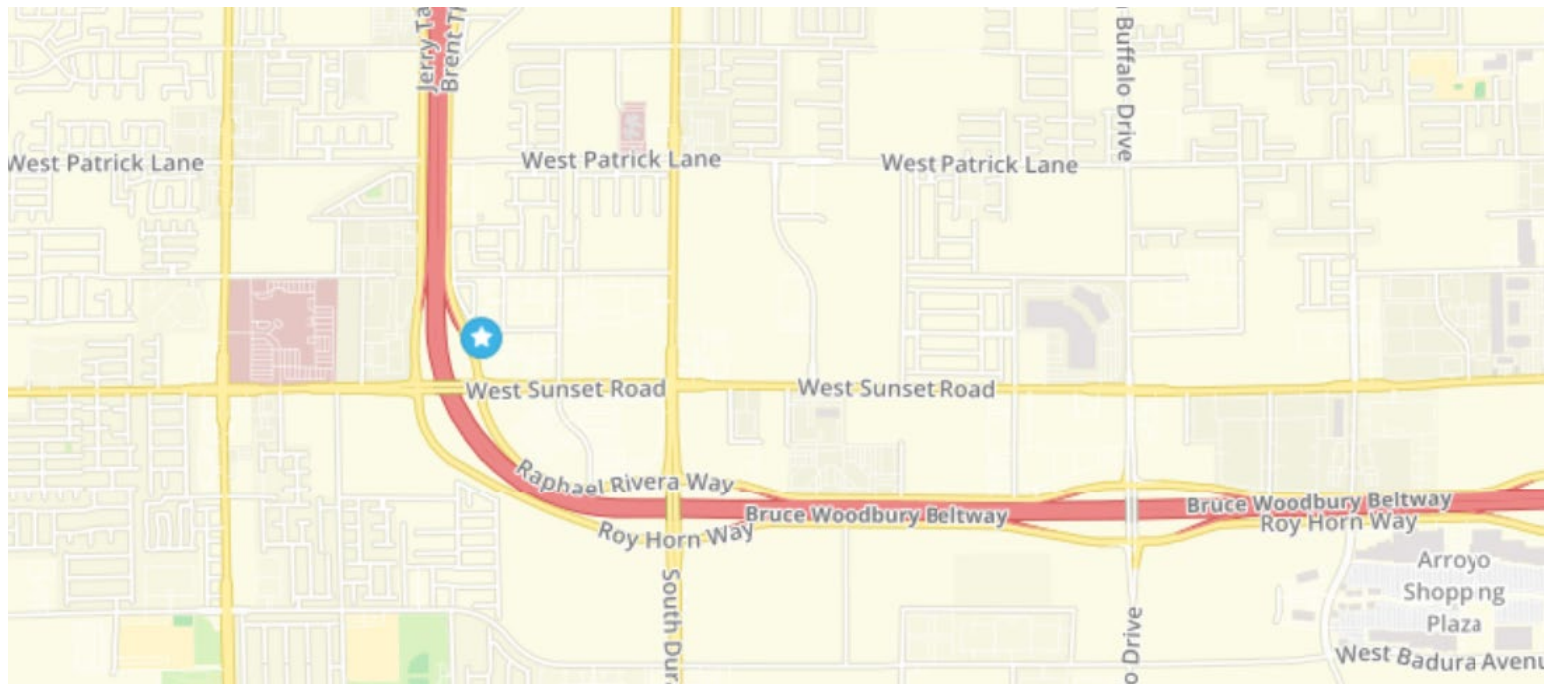 Jerry Ta
Brent T
Buffalo Drive
West Patrick Lane
West Patrick Lane
West Patrick Lane
West Sunset Road
West Sunset Road
Raphael Rivera Way
Bruce Woodbury Beltway
Bruce Woodbury Beltway
Roy Horn Way
Roy Horn Way
Arroyo
Shopp ng
Plaza
South Dur
o Drive
West Badura Avenu